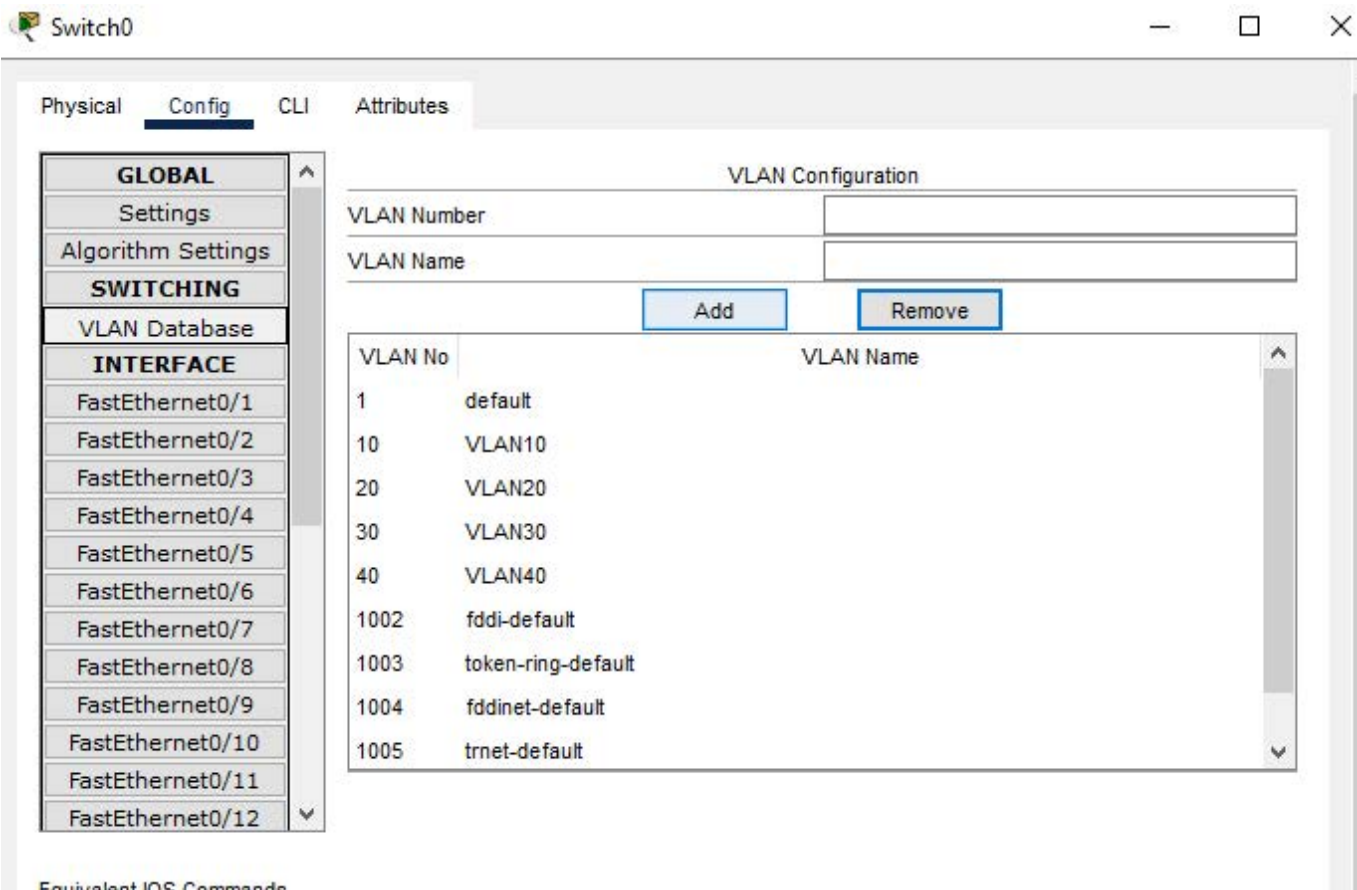 Switch0
Physical Config CLI Attributes
GLOBAL
Settings
Algorithm Settings
SWITCHING
VLAN Database
INTERFACE
FastEthernet0/1
FastEthernet0/2
FastEthernet0/3
FastEthernet0/4
FastEthernet0/5
FastEthernet0/6
FastEthernet0/7
FastEthernet0/8
FastEthernet0/9
FastEthernet0/10
FastEthernet0/11
FastEthernet0/12
VLAN Configuration
VLAN Number
VLAN Name
Add Remove
VLAN No VLAN Name
1 default
10 VLAN10
20 VLAN20
30 VLAN30
40 VLAN40
1002 fddi-default
1003 token-ring-default
1004 fddinet-default
1005 trnet-default
Equivalent IOS Commands